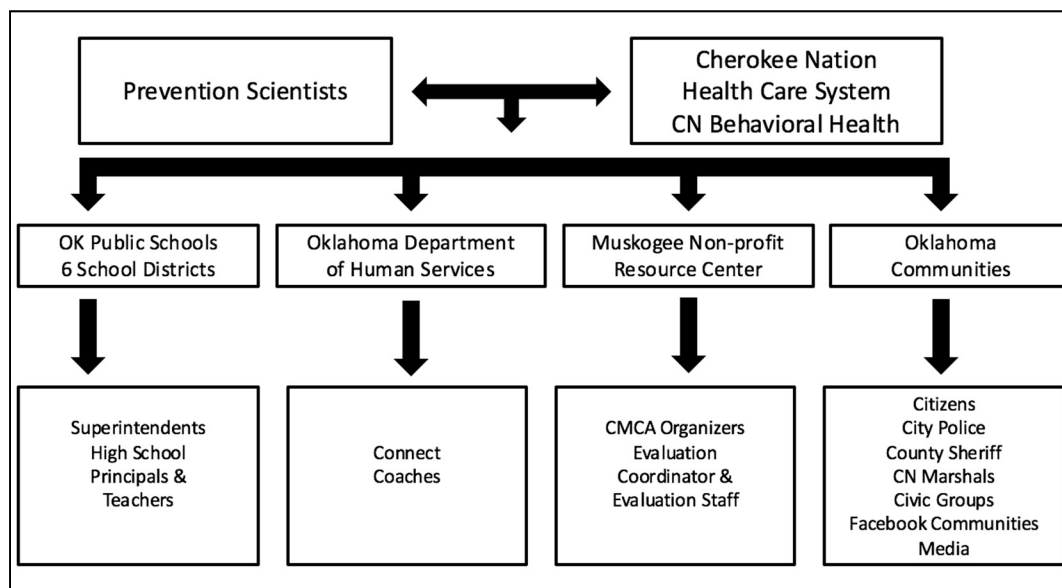 Prevention Scientists
Cherokee Nation
Health Care System
CN Behavioral Health
OK Public Schools
6 School Districts
Oklahoma Department
of Human Services
Muskogee Non-profit
Resource Center
Oklahoma
Communities
Superintendents
High School
Principals &
Teachers
Connect
Coaches
CMCA Organizers
Evaluation
Coordinator &
Evaluation Staff
Citizens
City Police
County Sheriff
CN Marshals
Civic Groups
Facebook Communities
Media